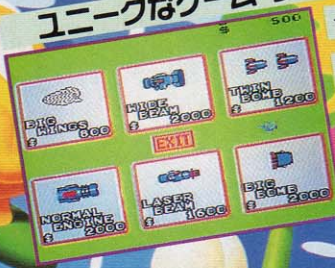 ユニークなゲーム
$ 500
BIG WINGS
$ 500
WIDE BEAM
$ 2000
TWIN BOMB
$ 1200
EXIT
NORMAL ENGINE
$ 2000
LASER BEAM
$ 1600
BIG BOMB
$ 2000